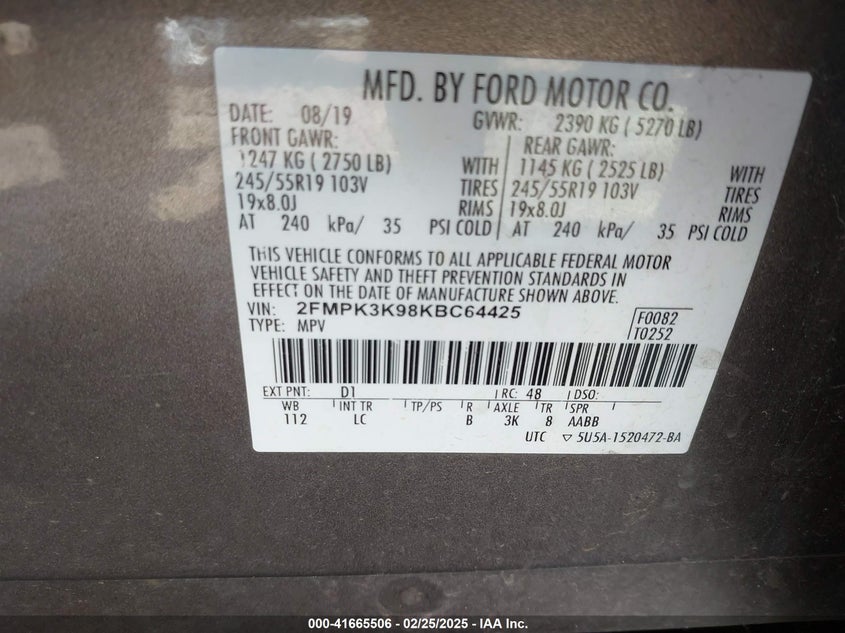 MFD. BY FORD MOTOR CO.
DATE: 08/19 GVWR: 2390 KG ( 5270 LB)
FRONT GAWR: REAR GAWR:
1247 KG ( 2750 LB) WITH 1145 KG ( 2525 LB) WITH
245/55R19 103V TIRES 245/55R19 103V TIRES
19x8.0J RIMS 19x8.0J RIMS
AT 240 kPa/ 35 PSI COLD AT 240 kPa/ 35 PSI COLD
THIS VEHICLE CONFORMS TO ALL APPLICABLE FEDERAL MOTOR
VEHICLE SAFETY AND THEFT PREVENTION STANDARDS IN
EFFECT ON THE DATE OF MANUFACTURE SHOWN ABOVE.
VIN: 2FMPK3K98KBC64425 F0082
TYPE: MPV T0252
EXT PNT: D1 RC: 48 DSO:
WB INT TR TP/PS R AXLE TR SPR
112 LC B 3K 8 AABB
UTC ▽ 5U5A-1520472-BA
000-41665506 - 02/25/2025 - IAA Inc.